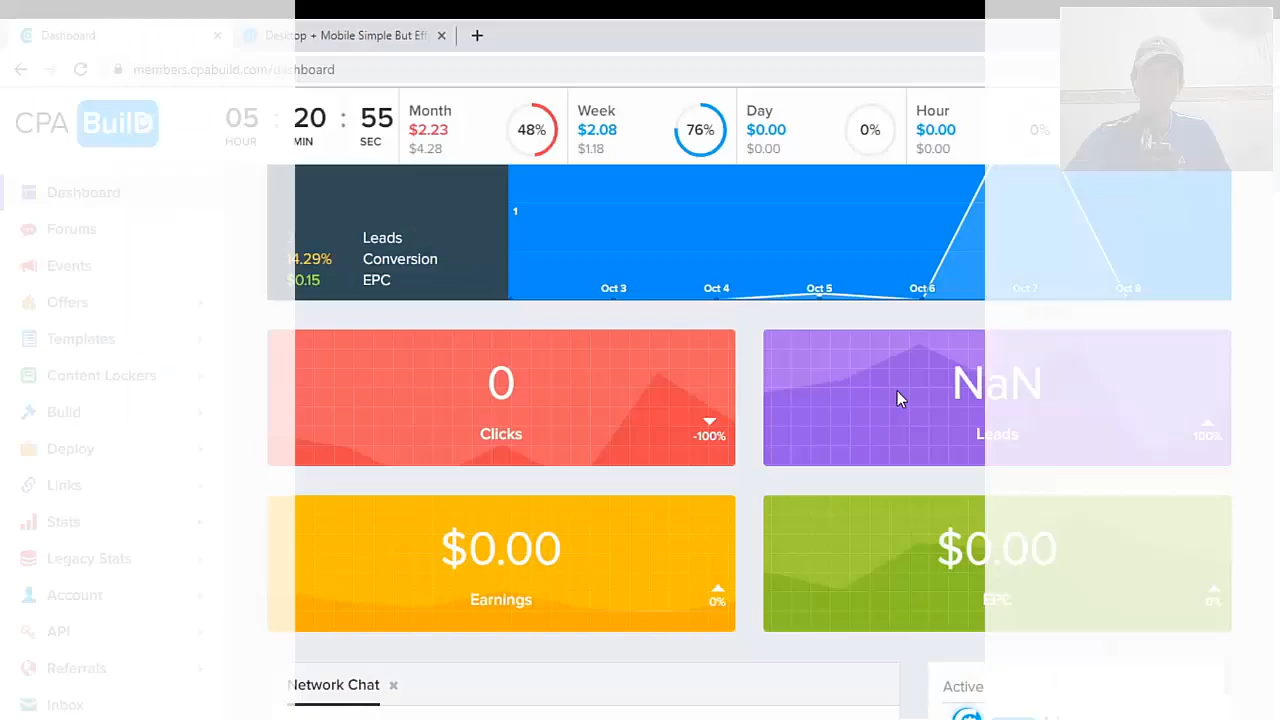 Dashboard
Desktop + Mobile Simple But Eff
members.cpabuild.com/dashboard
CPA BuilD
05 : 20 : 55
HOUR MIN SEC
Month
$2.23
$4.28
48%
Week
$2.08
$1.18
76%
Day
$0.00
$0.00
0%
Hour
$0.00
$0.00
0%
Dashboard
Forums
Events
Offers
Templates
Content Lockers
Build
Deploy
Links
Stats
Legacy Stats
Account
API
Referrals
Inbox
Leads
14.29% Conversion
$0.15 EPC
1
Oct 3 Oct 4 Oct 5 Oct 6 Oct 7 Oct 8
0
Clicks
-100%
NaN
Leads
100%
$0.00
Earnings
0%
$0.00
EPC
0%
Network Chat
Active